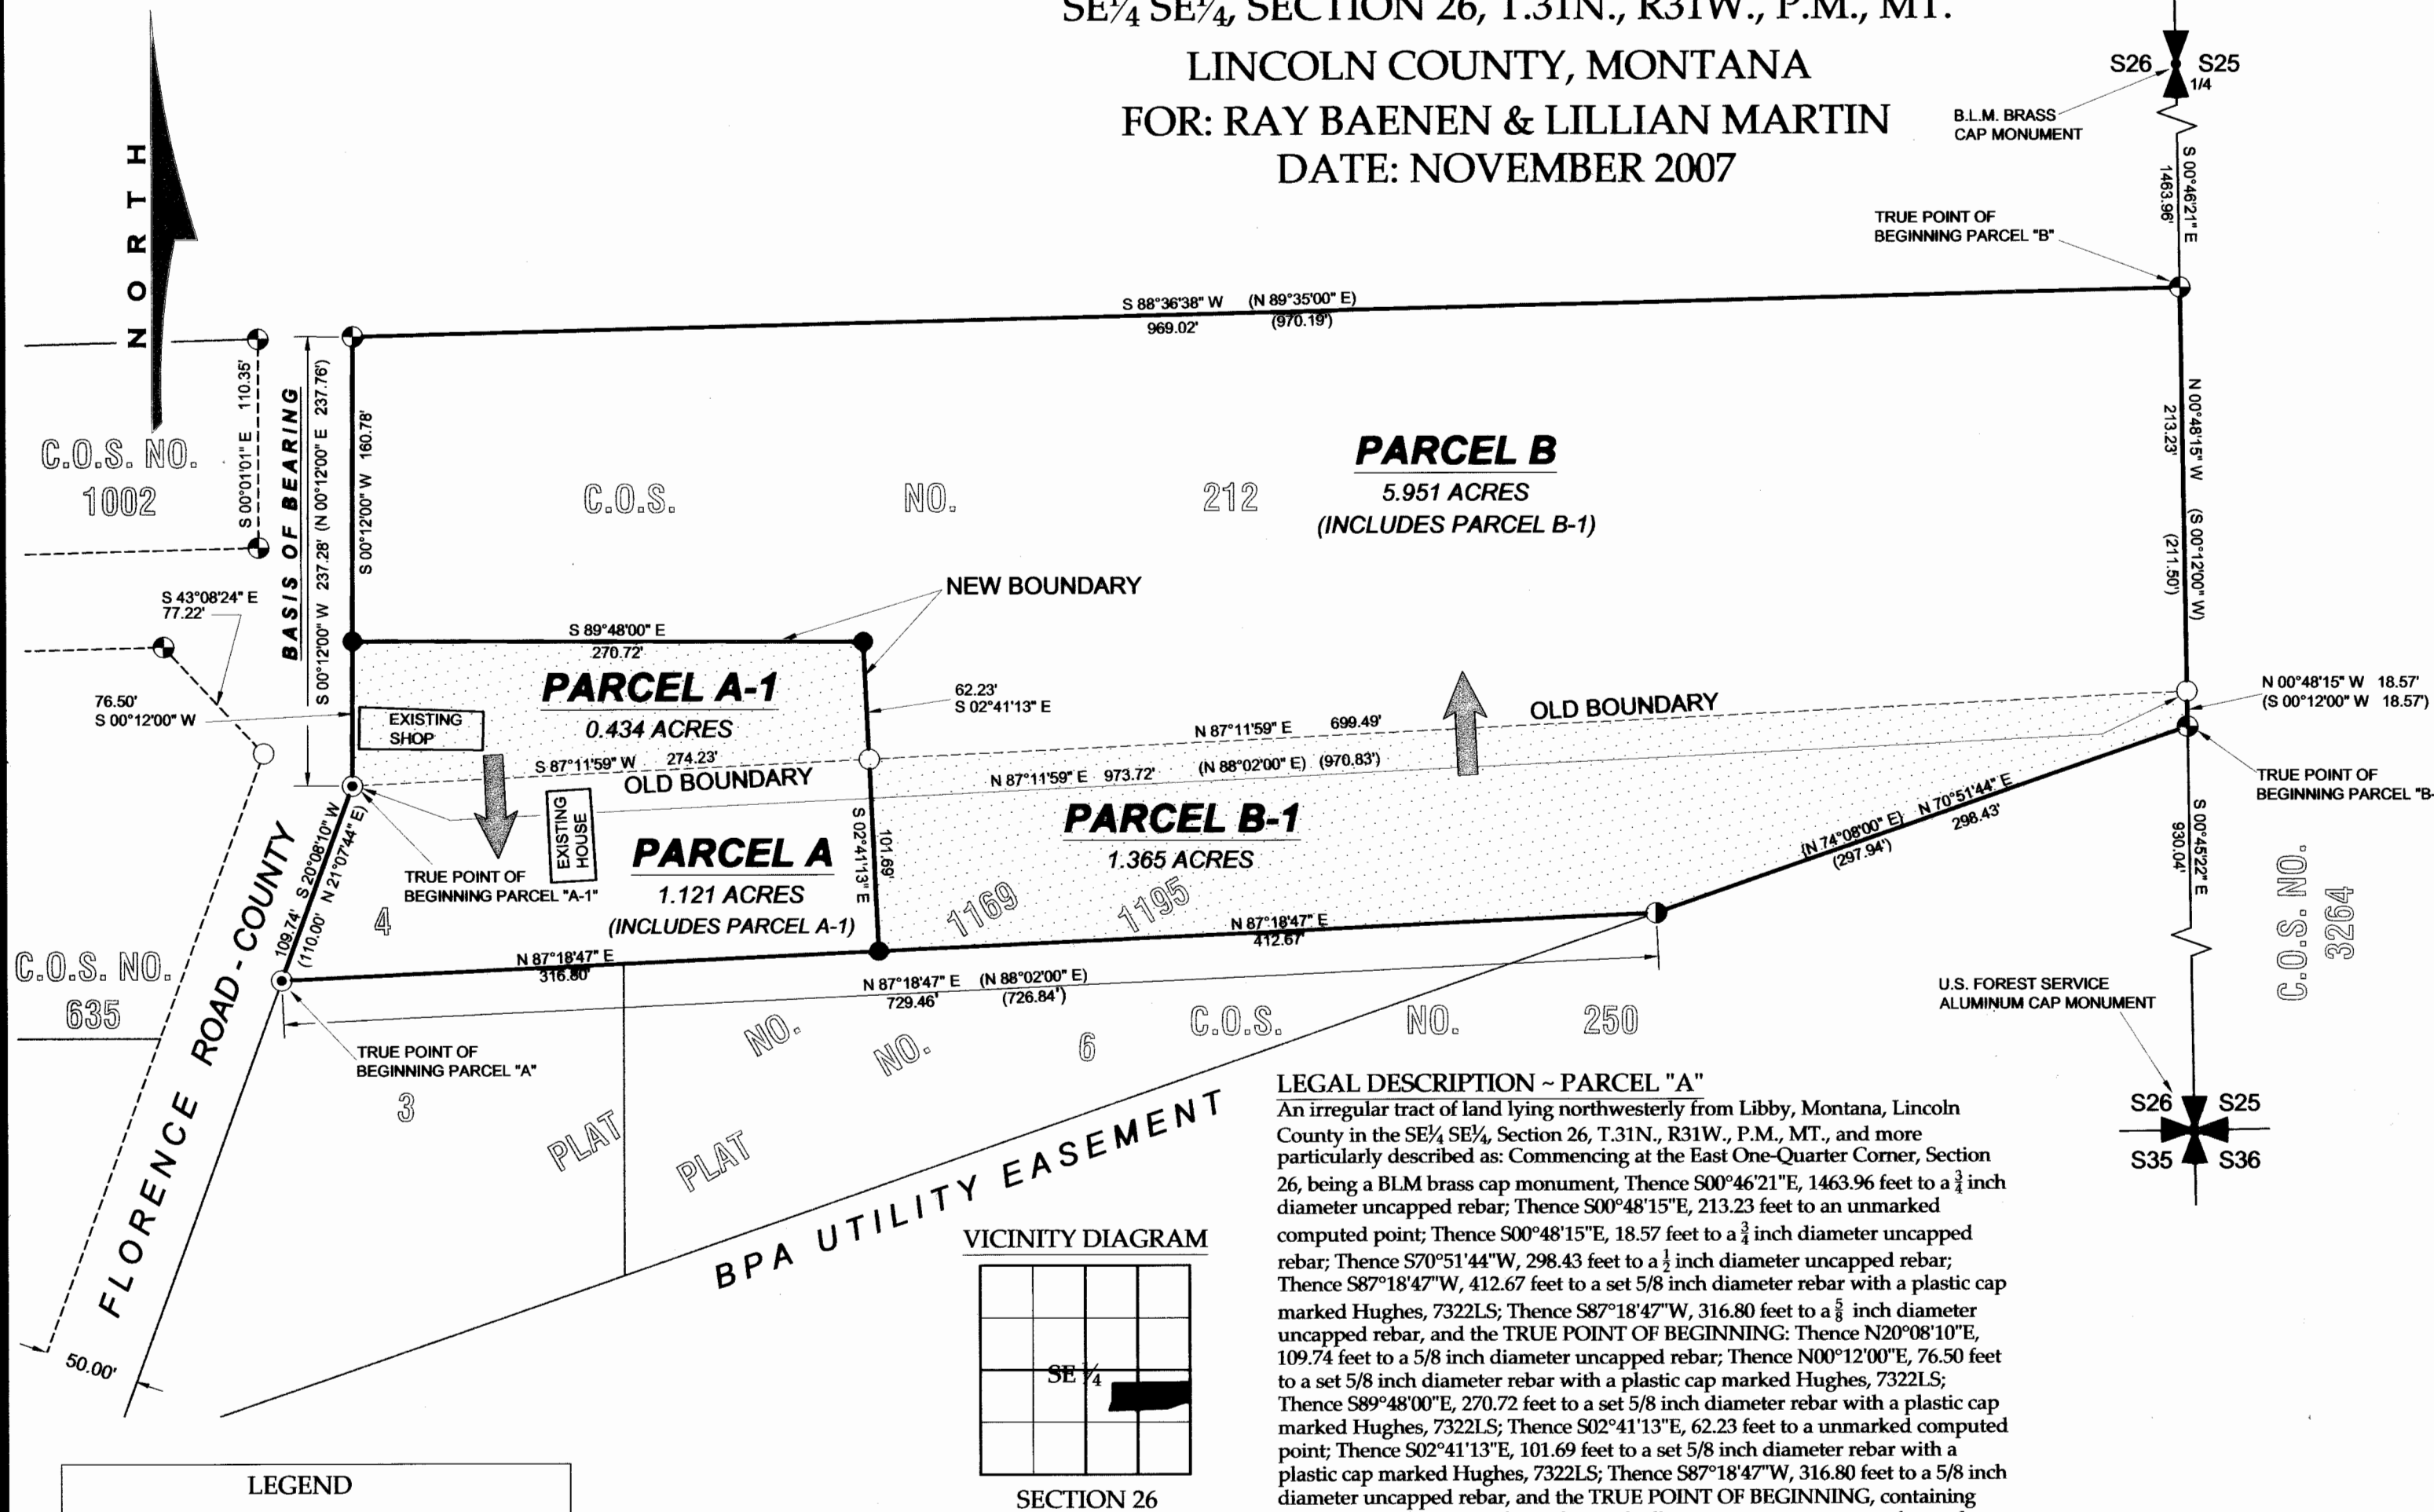 SE¼ SE¼, SECTION 26, T.31N., R31W., P.M., MT.
LINCOLN COUNTY, MONTANA
FOR: RAY BAENEN & LILLIAN MARTIN
DATE: NOVEMBER 2007
NORTH
S26 S25
1/4
B.L.M. BRASS
CAP MONUMENT
S 00°46'21" E
1463.96'
TRUE POINT OF
BEGINNING PARCEL "B"
S 88°36'38" W (N 89°35'00" E)
969.02' (970.19')
C.O.S. NO.
1002
S 00°01'01" E 110.35'
BASIS OF BEARING
S 00°12'00" W 237.28' (N 00°12'00" E 237.76')
S 00°12'00" W 160.78'
C.O.S. NO. 212
PARCEL B
5.951 ACRES
(INCLUDES PARCEL B-1)
N 00°48'15" W (S 00°12'00" W)
213.23' (211.50')
S 43°08'24" E
77.22'
NEW BOUNDARY
S 89°48'00" E
270.72'
76.50'
S 00°12'00" W
EXISTING
SHOP
PARCEL A-1
0.434 ACRES
62.23'
S 02°41'13" E
S 87°11'59" W 274.23'
OLD BOUNDARY
N 87°11'59" E 699.49'
OLD BOUNDARY
N 87°11'59" E 973.72' (N 88°02'00" E) (970.83')
N 00°48'15" W 18.57'
(S 00°12'00" W 18.57')
TRUE POINT OF
BEGINNING PARCEL "B-
EXISTING
HOUSE
PARCEL A
1.121 ACRES
(INCLUDES PARCEL A-1)
TRUE POINT OF
BEGINNING PARCEL "A-1"
4
S 02°41'13" E
101.69'
PARCEL B-1
1.365 ACRES
1169
1195
(N 74°08'00" E) N 70°51'44" E
(297.94') 298.43'
S 00°45'22" E
930.04'
C.O.S. NO.
3264
109.74' S 20°08'10" W
(110.00' N 21°07'44" E)
N 87°18'47" E
316.80'
N 87°18'47" E
412.67'
N 87°18'47" E (N 88°02'00" E)
729.46' (726.84')
C.O.S. NO.
635
FLORENCE ROAD - COUNTY
50.00'
TRUE POINT OF
BEGINNING PARCEL "A"
3
PLAT NO.
PLAT NO.
6
C.O.S. NO. 250
BPA UTILITY EASEMENT
U.S. FOREST SERVICE
ALUMINUM CAP MONUMENT
S26 S25
S35 S36
LEGAL DESCRIPTION ~ PARCEL "A"
An irregular tract of land lying northwesterly from Libby, Montana, Lincoln
County in the SE¼ SE¼, Section 26, T.31N., R31W., P.M., MT., and more
particularly described as: Commencing at the East One-Quarter Corner, Section
26, being a BLM brass cap monument, Thence S00°46'21"E, 1463.96 feet to a ¾ inch
diameter uncapped rebar; Thence S00°48'15"E, 213.23 feet to an unmarked
computed point; Thence S00°48'15"E, 18.57 feet to a ¾ inch diameter uncapped
rebar; Thence S70°51'44"W, 298.43 feet to a ½ inch diameter uncapped rebar;
Thence S87°18'47"W, 412.67 feet to a set 5/8 inch diameter rebar with a plastic cap
marked Hughes, 7322LS; Thence S87°18'47"W, 316.80 feet to a ⅝ inch diameter
uncapped rebar, and the TRUE POINT OF BEGINNING: Thence N20°08'10"E,
109.74 feet to a 5/8 inch diameter uncapped rebar; Thence N00°12'00"E, 76.50 feet
to a set 5/8 inch diameter rebar with a plastic cap marked Hughes, 7322LS;
Thence S89°48'00"E, 270.72 feet to a set 5/8 inch diameter rebar with a plastic cap
marked Hughes, 7322LS; Thence S02°41'13"E, 62.23 feet to a unmarked computed
point; Thence S02°41'13"E, 101.69 feet to a set 5/8 inch diameter rebar with a
plastic cap marked Hughes, 7322LS; Thence S87°18'47"W, 316.80 feet to a 5/8 inch
diameter uncapped rebar, and the TRUE POINT OF BEGINNING, containing
VICINITY DIAGRAM
SE ¼
SECTION 26
LEGEND